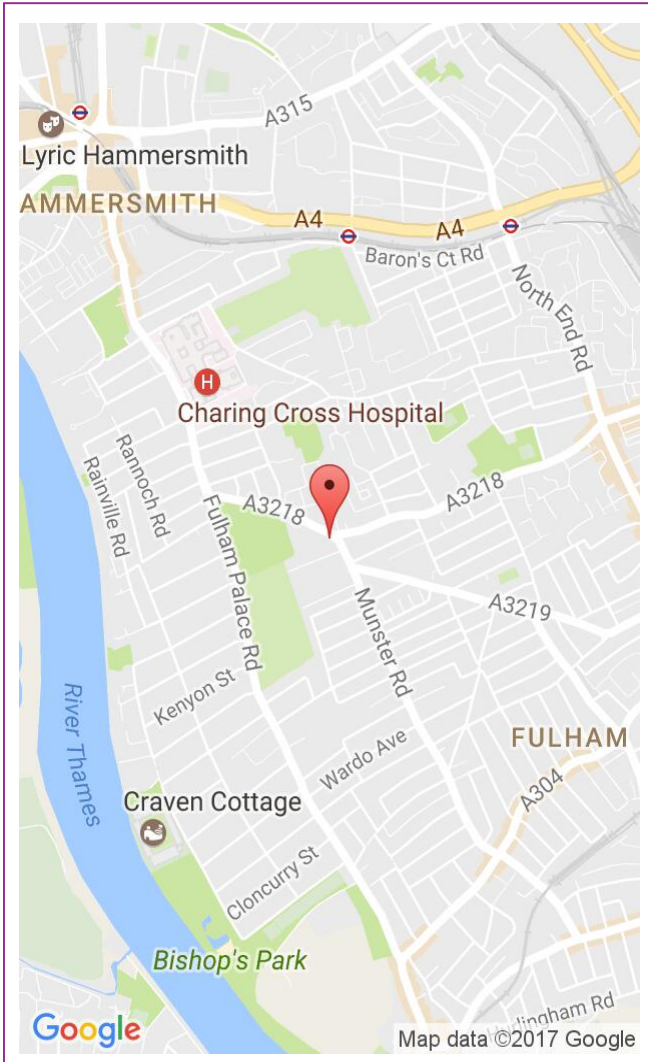 A315
Lyric Hammersmith
AMMERSMITH
A4
A4
Baron's Ct Rd
North End Rd
H
Charing Cross Hospital
Rannoch Rd
Rainville Rd
A3218
A3218
Fulham Palace Rd
Munster Rd
A3219
Kenyon St
River Thames
FULHAM
Wardo Ave
A304
Craven Cottage
Cloncurry St
Bishop's Park
Hurlingham Rd
Google
Map data ©2017 Google